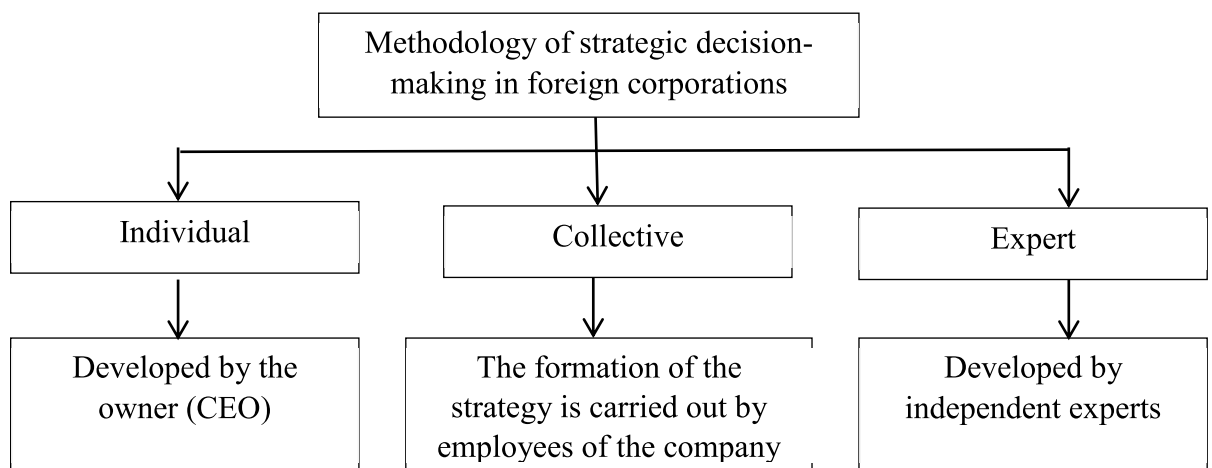 Methodology of strategic decision-
making in foreign corporations
Individual
Collective
Expert
Developed by the
owner (CEO)
The formation of the
strategy is carried out by
employees of the company
Developed by
independent experts